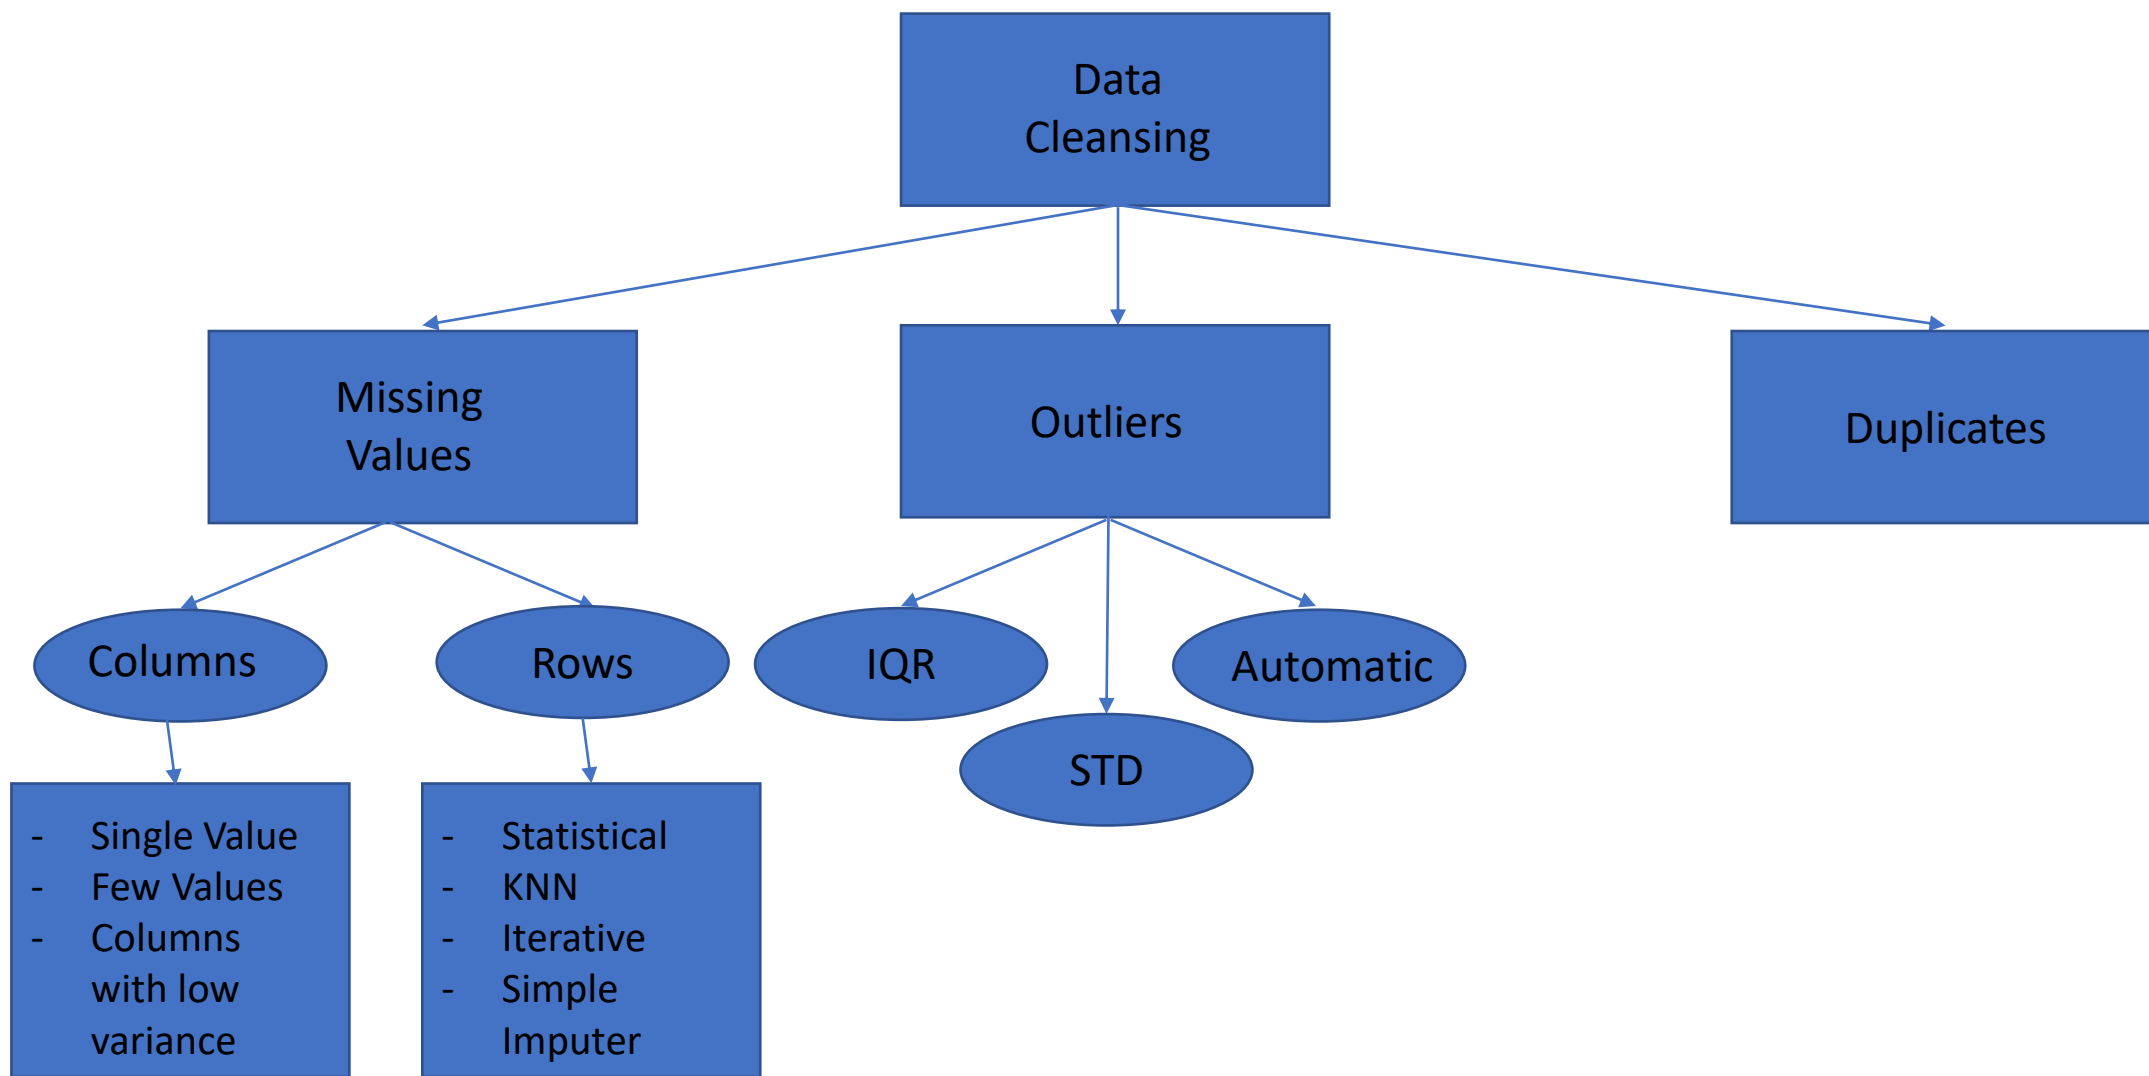 Data
Cleansing
Missing
Values
Outliers
Duplicates
Columns
Rows
IQR
Automatic
STD
- Single Value
- Few Values
- Columns
with low
variance
- Statistical
- KNN
- Iterative
- Simple
Imputer